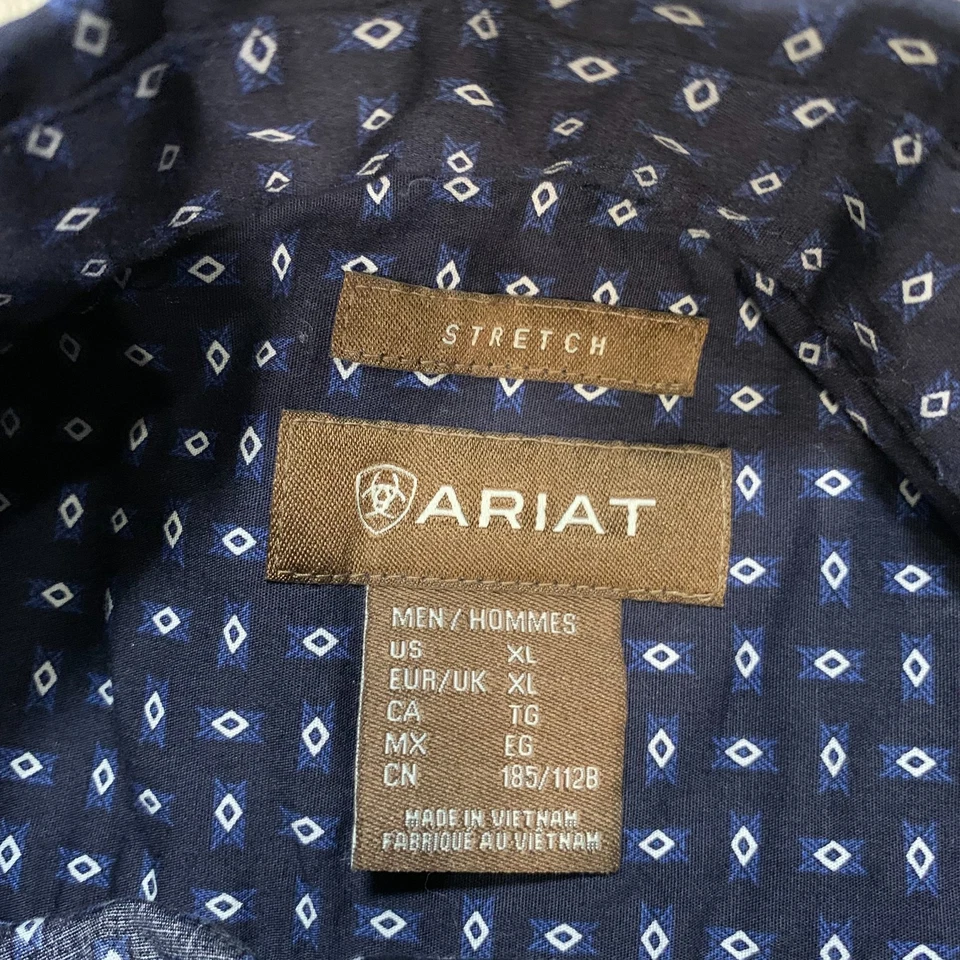 STRETCH
ARIAT
MEN / HOMMES
US XL
EUR/UK XL
CA TG
MX EG
CN 185/112B
MADE IN VIETNAM
FABRIQUÉ AU VIÊTNAM